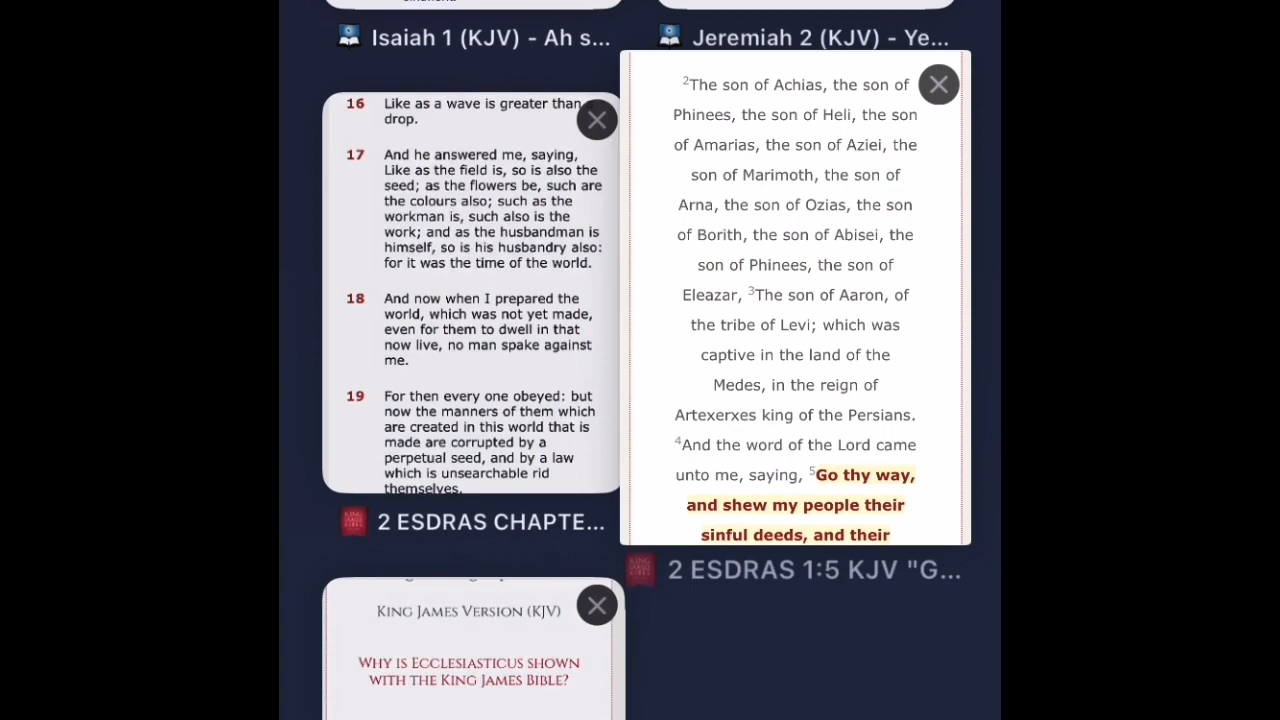 Isaiah 1 (KJV) - Ah s...
Jeremiah 2 (KJV) - Ye...
16 Like as a wave is greater than a
drop.
17 And he answered me, saying,
Like as the field is, so is also the
seed; as the flowers be, such are
the colours also; such as the
workman is, such also is the
work; and as the husbandman is
himself, so is his husbandry also:
for it was the time of the world.
18 And now when I prepared the
world, which was not yet made,
even for them to dwell in that
now live, no man spake against
me.
19 For then every one obeyed: but
now the manners of them which
are created in this world that is
made are corrupted by a
perpetual seed, and by a law
which is unsearchable rid
themselves.
2 ESDRAS CHAPTE...
2The son of Achias, the son of
Phinees, the son of Heli, the son
of Amarias, the son of Aziei, the
son of Marimoth, the son of
Arna, the son of Ozias, the son
of Borith, the son of Abisei, the
son of Phinees, the son of
Eleazar, 3The son of Aaron, of
the tribe of Levi; which was
captive in the land of the
Medes, in the reign of
Artexerxes king of the Persians.
4And the word of the Lord came
unto me, saying, 5Go thy way,
and shew my people their
sinful deeds, and their
2 ESDRAS 1:5 KJV "G...
KING JAMES VERSION (KJV)
WHY IS ECCLESIASTICUS SHOWN
WITH THE KING JAMES BIBLE?